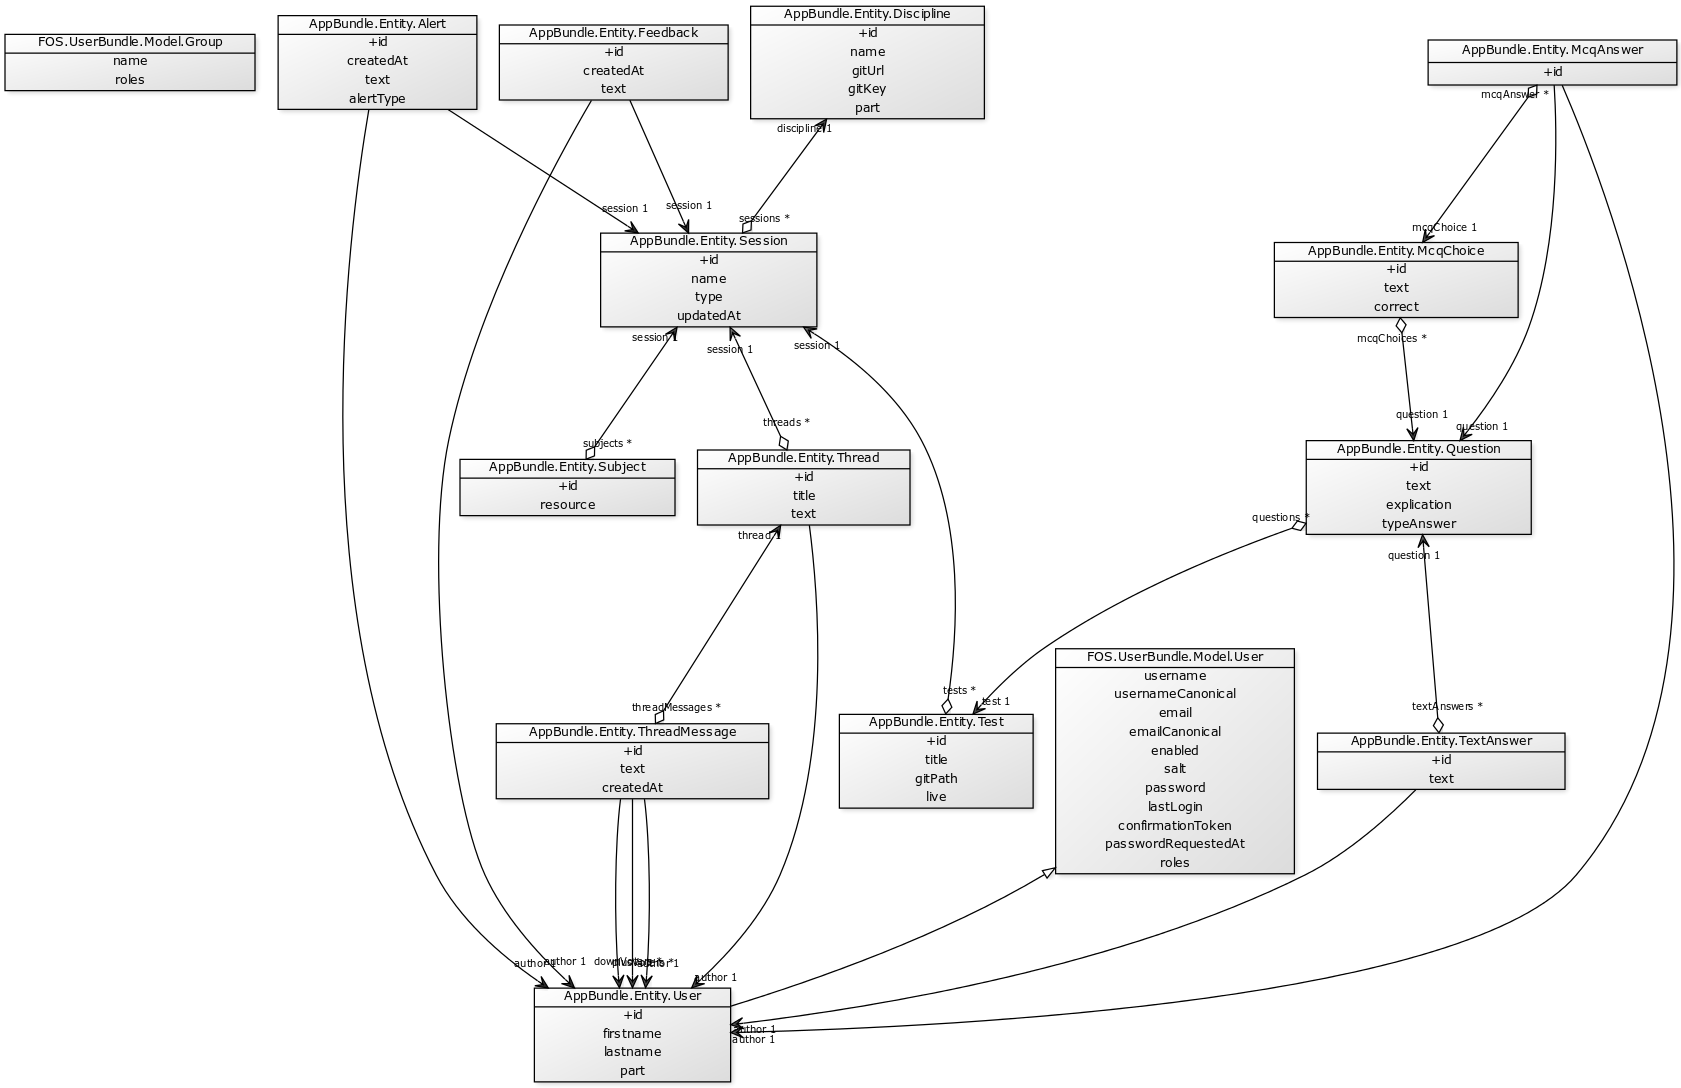 FOS.UserBundle.Model.Group
name
roles
AppBundle.Entity.Alert
+id
createdAt
text
alertType
AppBundle.Entity.Feedback
+id
createdAt
text
AppBundle.Entity.Discipline
+id
name
gitUrl
gitKey
part
AppBundle.Entity.McqAnswer
+id
mcqAnswer *
discipline 1
session 1
session 1
sessions *
mcqChoice 1
AppBundle.Entity.Session
+id
name
type
updatedAt
AppBundle.Entity.McqChoice
+id
text
correct
session 1
session 1
session 1
mcqChoices *
question 1
question 1
threads *
subjects *
AppBundle.Entity.Subject
+id
resource
AppBundle.Entity.Thread
+id
title
text
AppBundle.Entity.Question
+id
text
explication
typeAnswer
questions *
thread 1
question 1
FOS.UserBundle.Model.User
username
usernameCanonical
email
emailCanonical
enabled
salt
password
lastLogin
confirmationToken
passwordRequestedAt
roles
threadMessages *
tests *
test 1
textAnswers *
AppBundle.Entity.ThreadMessage
+id
text
createdAt
AppBundle.Entity.Test
+id
title
gitPath
live
AppBundle.Entity.TextAnswer
+id
text
author 1
author 1
author 1
author 1
AppBundle.Entity.User
+id
firstname
lastname
part
author 1
author 1